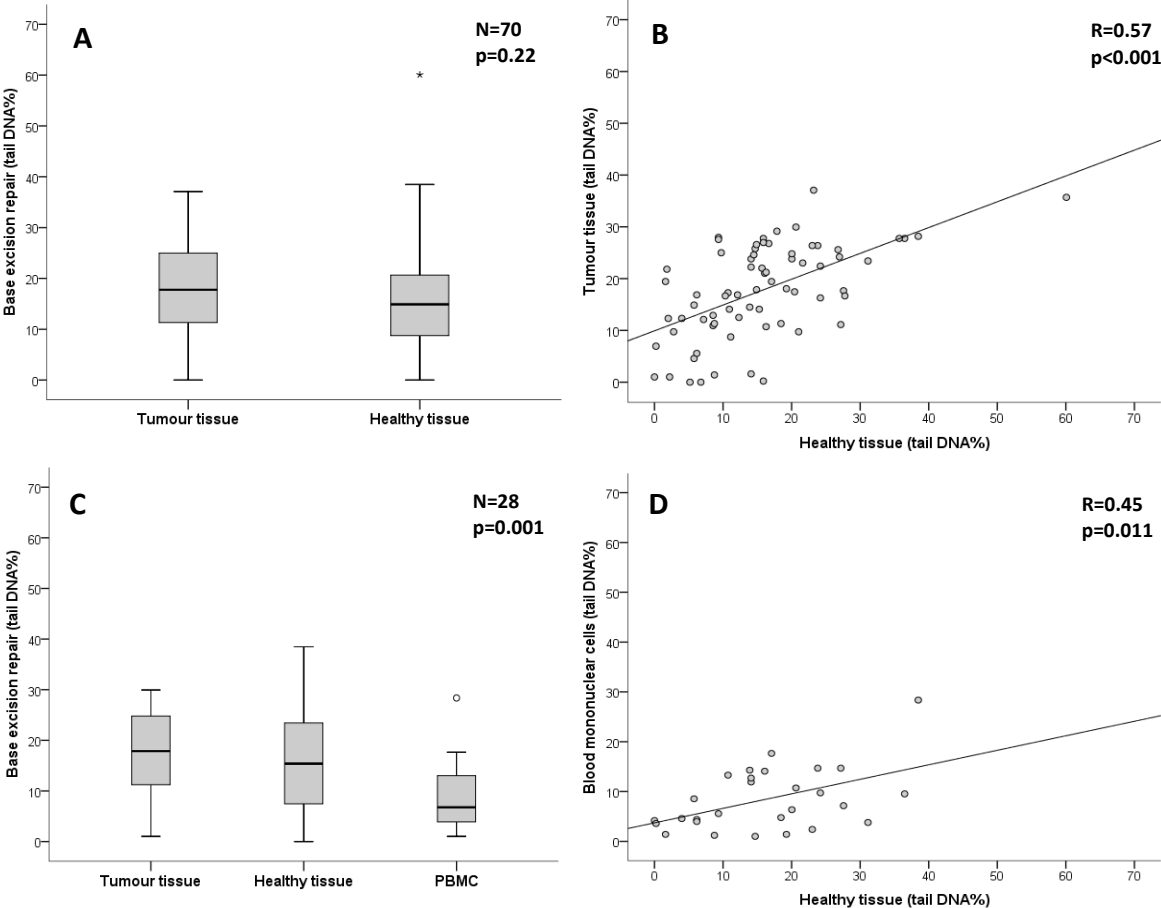 A
N=70
p=0.22
Base excision repair (tail DNA%)
70
60
50
40
30
20
10
0
*
Tumour tissue
Healthy tissue
B
R=0.57
p<0.001
Tumour tissue (tail DNA%)
70
60
50
40
30
20
10
0
0 10 20 30 40 50 60 70
Healthy tissue (tail DNA%)
C
N=28
p=0.001
Base excision repair (tail DNA%)
70
60
50
40
30
20
10
0
Tumour tissue
Healthy tissue
PBMC
D
R=0.45
p=0.011
Blood mononuclear cells (tail DNA%)
70
60
50
40
30
20
10
0
0 10 20 30 40 50 60 70
Healthy tissue (tail DNA%)